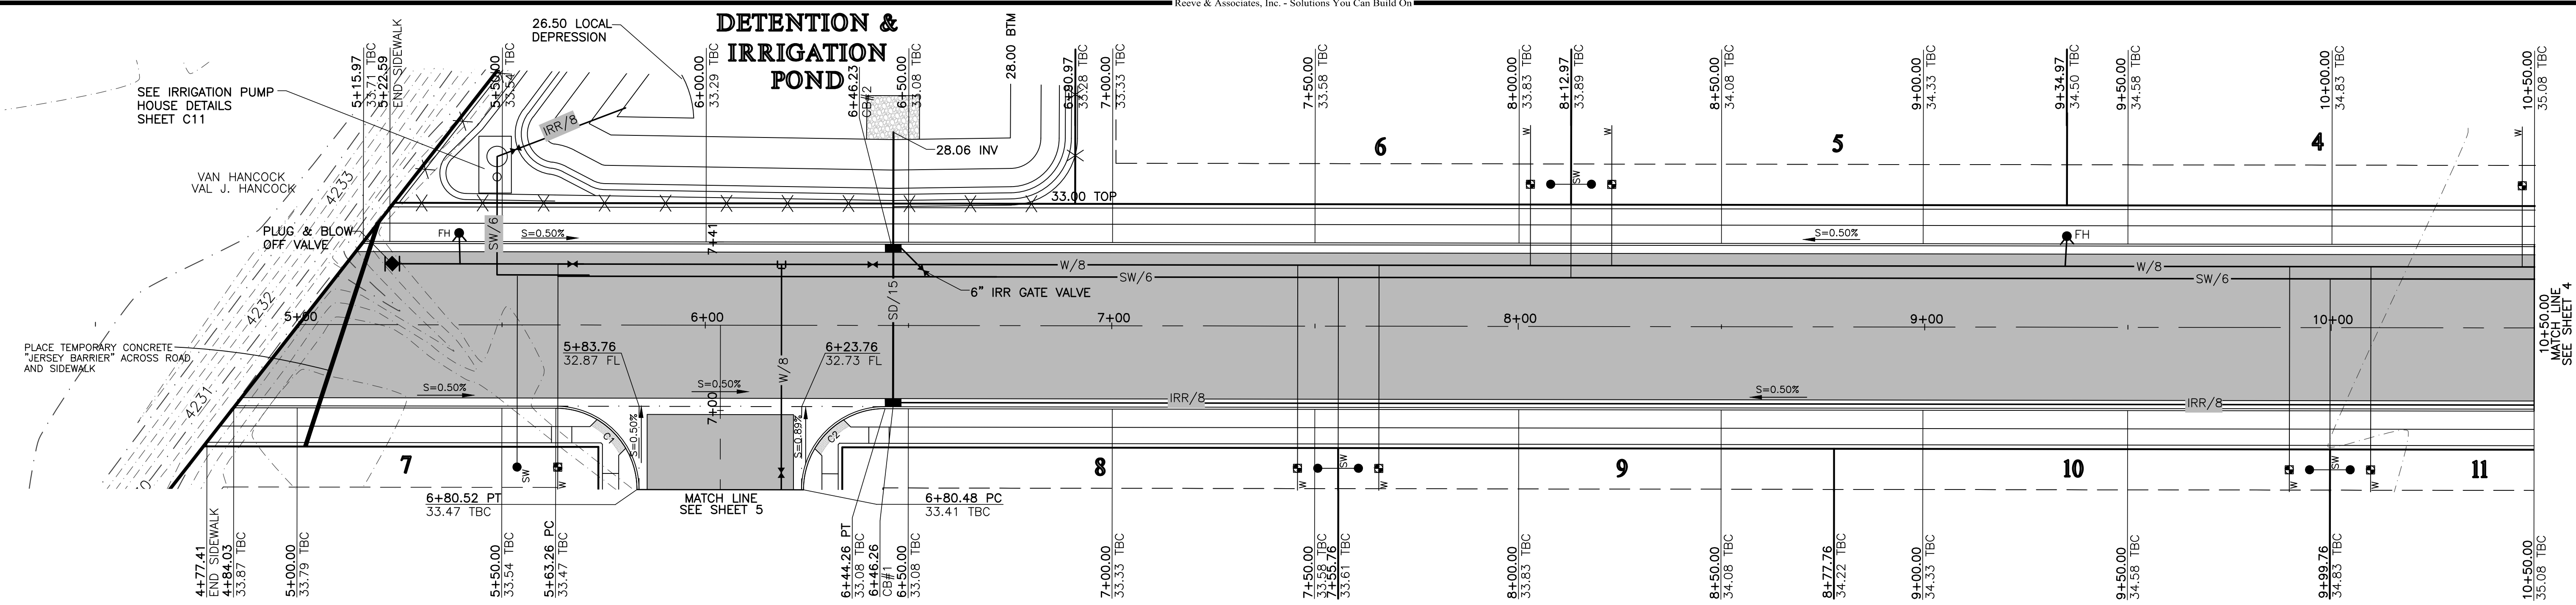 Reeve & Associates, Inc. - Solutions You Can Build On
DETENTION &
IRRIGATION
POND
26.50 LOCAL
DEPRESSION
SEE IRRIGATION PUMP
HOUSE DETAILS
SHEET C11
5+15.97
33.71 TBC
5+22.59
END SIDEWALK
5+50.00
33.54 TBC
6+00.00
33.29 TBC
6+46.23
CB#2
6+50.00
33.08 TBC
28.00 BTM
6+90.97
33.28 TBC
7+00.00
33.33 TBC
7+50.00
33.58 TBC
8+00.00
33.83 TBC
8+12.97
33.89 TBC
8+50.00
34.08 TBC
9+00.00
34.33 TBC
9+34.97
34.50 TBC
9+50.00
34.58 TBC
10+00.00
34.83 TBC
10+50.00
35.08 TBC
IRR/8
28.06 INV
6
5
4
W
W
W
SW
VAN HANCOCK
VAL J. HANCOCK
4233
4232
4231
33.00 TOP
PLUG & BLOW
OFF VALVE
FH
SW/6
S=0.50%
7+41
S=0.50%
FH
W/8
SW/6
W/8
SW/6
6" IRR GATE VALVE
SD/15
5+00
6+00
7+00
8+00
9+00
10+00
10+50.00
MATCH LINE
SEE SHEET 4
PLACE TEMPORARY CONCRETE
"JERSEY BARRIER" ACROSS ROAD,
AND SIDEWALK
5+83.76
32.87 FL
6+23.76
32.73 FL
W/8
S=0.50%
S=0.50%
7+00
S=0.50%
IRR/8
S=0.50%
IRR/8
C1
S=0.50%
S=0.89%
C2
7
SW
W
8
W
SW
W
9
10
W
SW
W
11
6+80.52 PT
33.47 TBC
MATCH LINE
SEE SHEET 5
6+80.48 PC
33.41 TBC
4+77.41
END SIDEWALK
4+84.03
33.87 TBC
5+00.00
33.79 TBC
5+50.00
33.54 TBC
5+63.26 PC
33.47 TBC
6+44.26 PT
33.08 TBC
6+46.26
CB#1
6+50.00
33.08 TBC
7+00.00
33.33 TBC
7+50.00
33.58 TBC
7+55.76
33.61 TBC
8+00.00
33.83 TBC
8+50.00
34.08 TBC
8+77.76
34.22 TBC
9+00.00
34.33 TBC
9+50.00
34.58 TBC
9+99.76
34.83 TBC
10+50.00
35.08 TBC